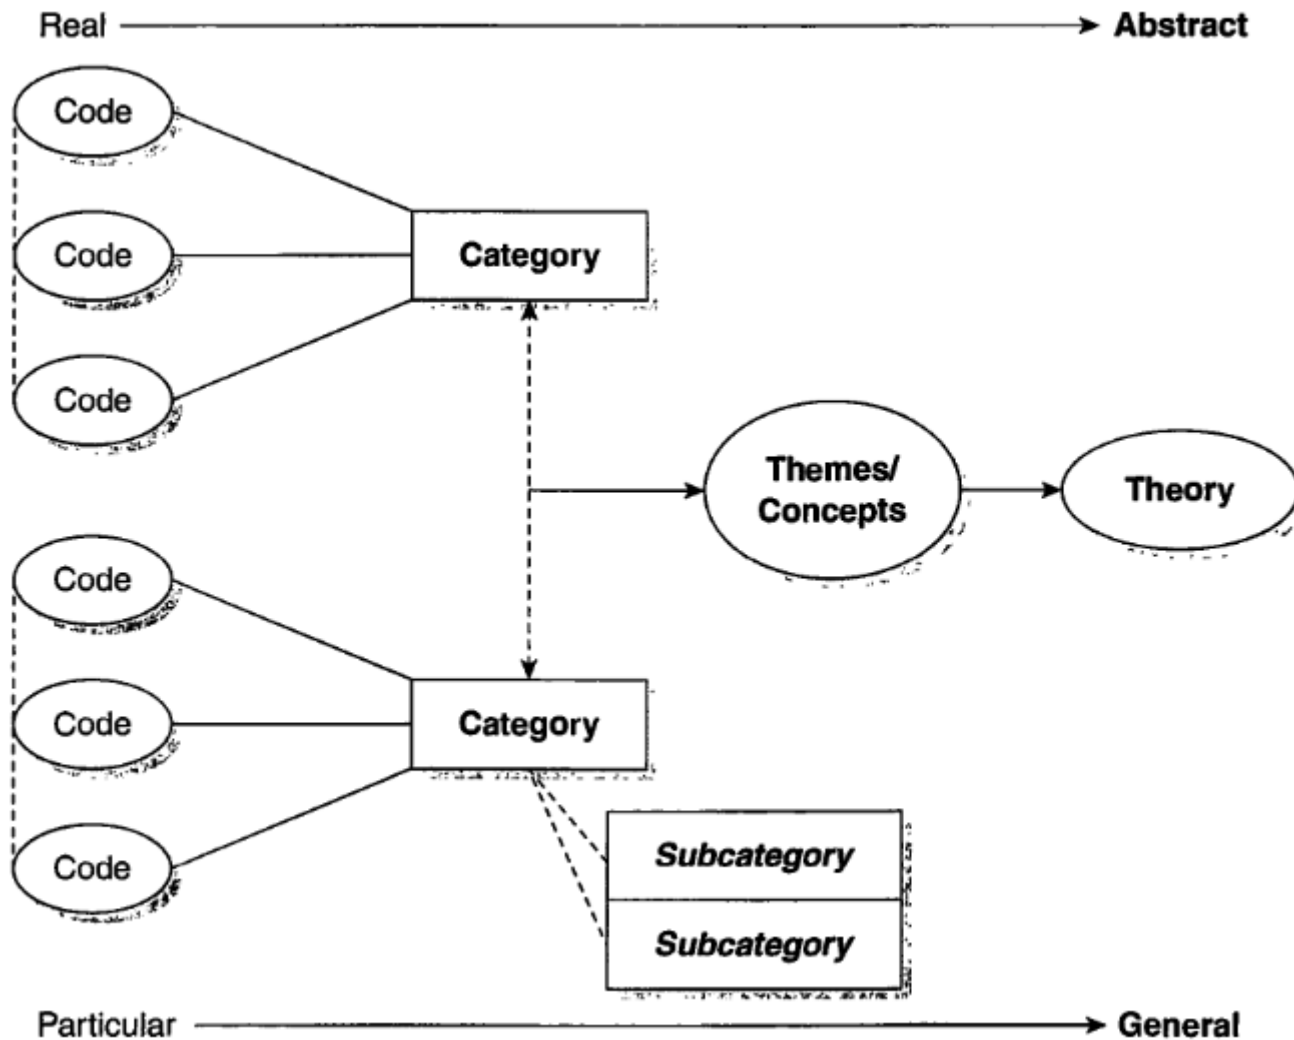 Real Abstract
Code
Code
Category
Code
Themes/
Concepts
Theory
Code
Code
Category
Code
Subcategory
Subcategory
Particular General